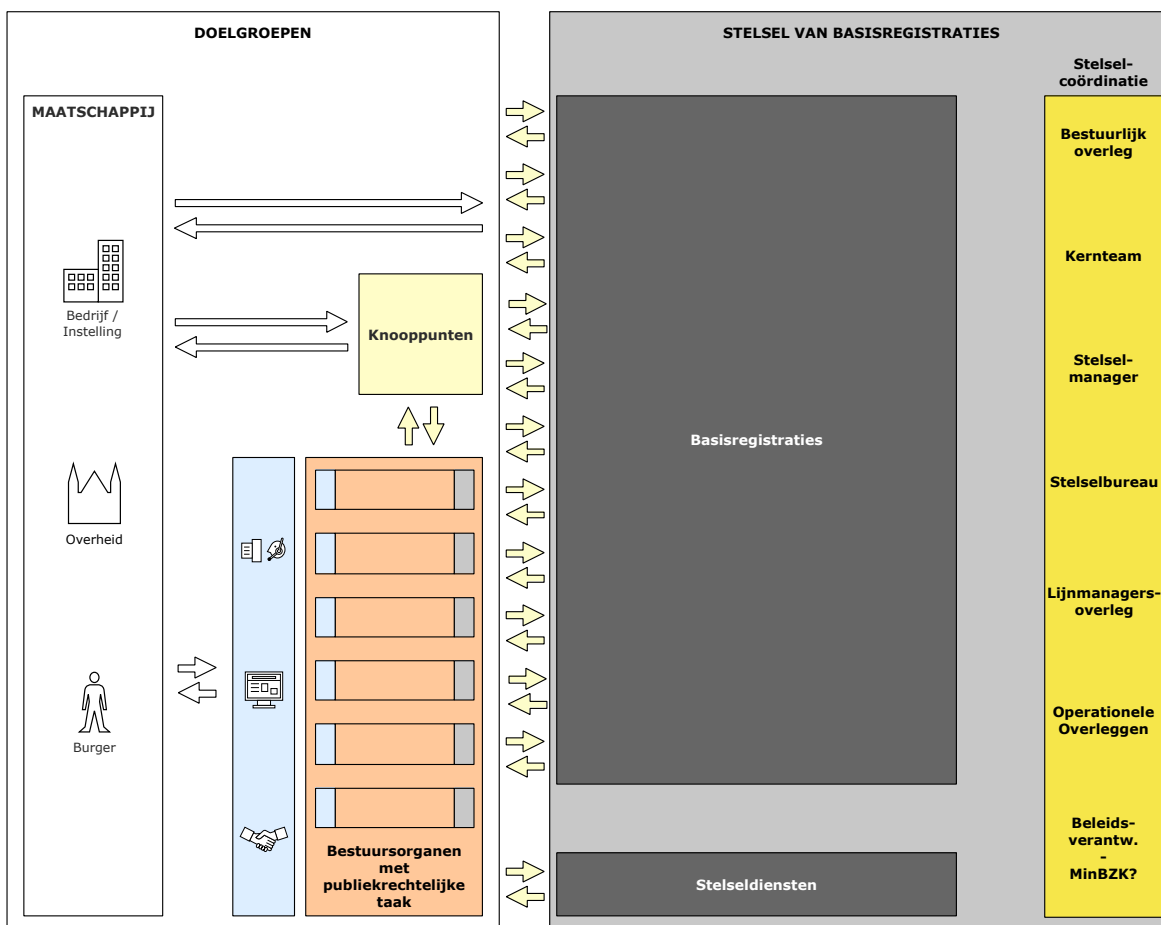 DOELGROEPEN
MAATSCHAPPIJ
Bedrijf /
Instelling
Overheid
Burger
Knooppunten
Bestuursorganen
met
publiekrechtelijke
taak
STELSEL VAN BASISREGISTRATIES
Basisregistraties
Stelseldiensten
Stelsel-
coördinatie
Bestuurlijk
overleg
Kernteam
Stelsel-
manager
Stelselbureau
Lijnmanagers-
overleg
Operationele
Overleggen
Beleids-
verantw.
-
MinBZK?